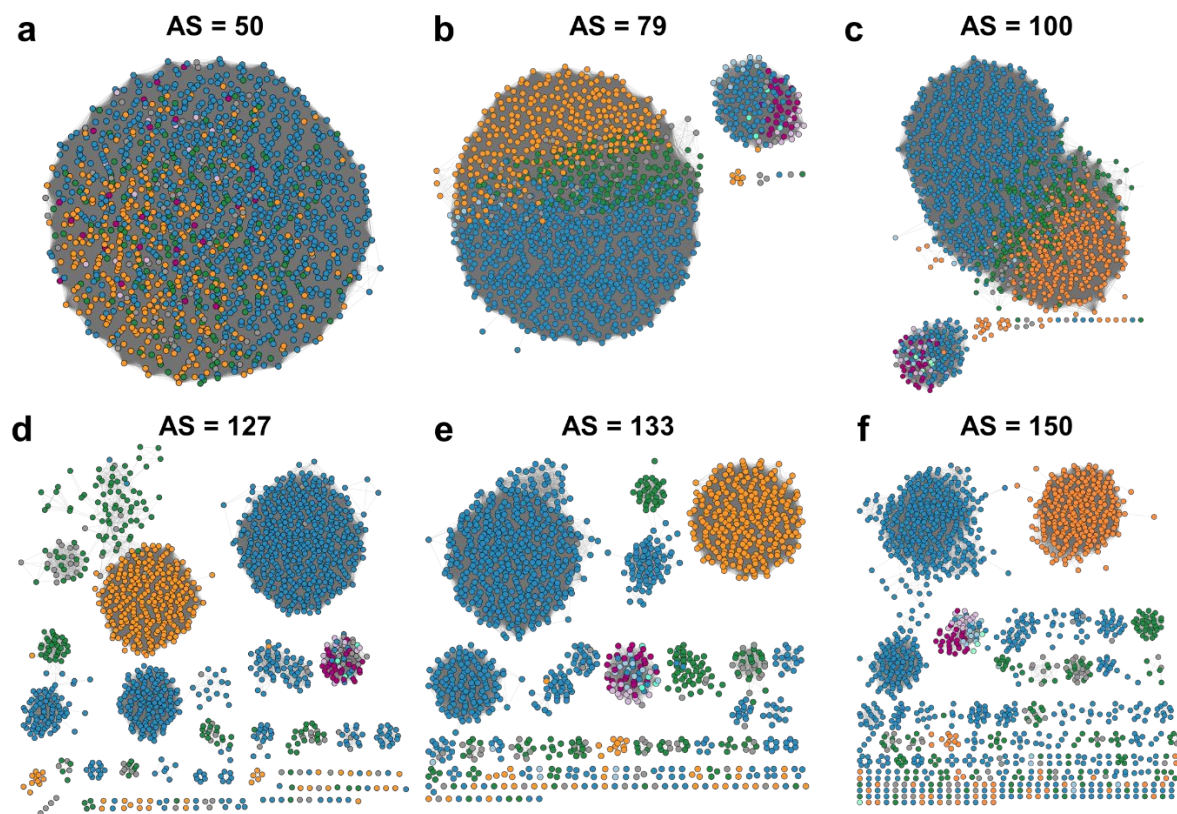 a AS = 50
b AS = 79
c AS = 100
d AS = 127
e AS = 133
f AS = 150